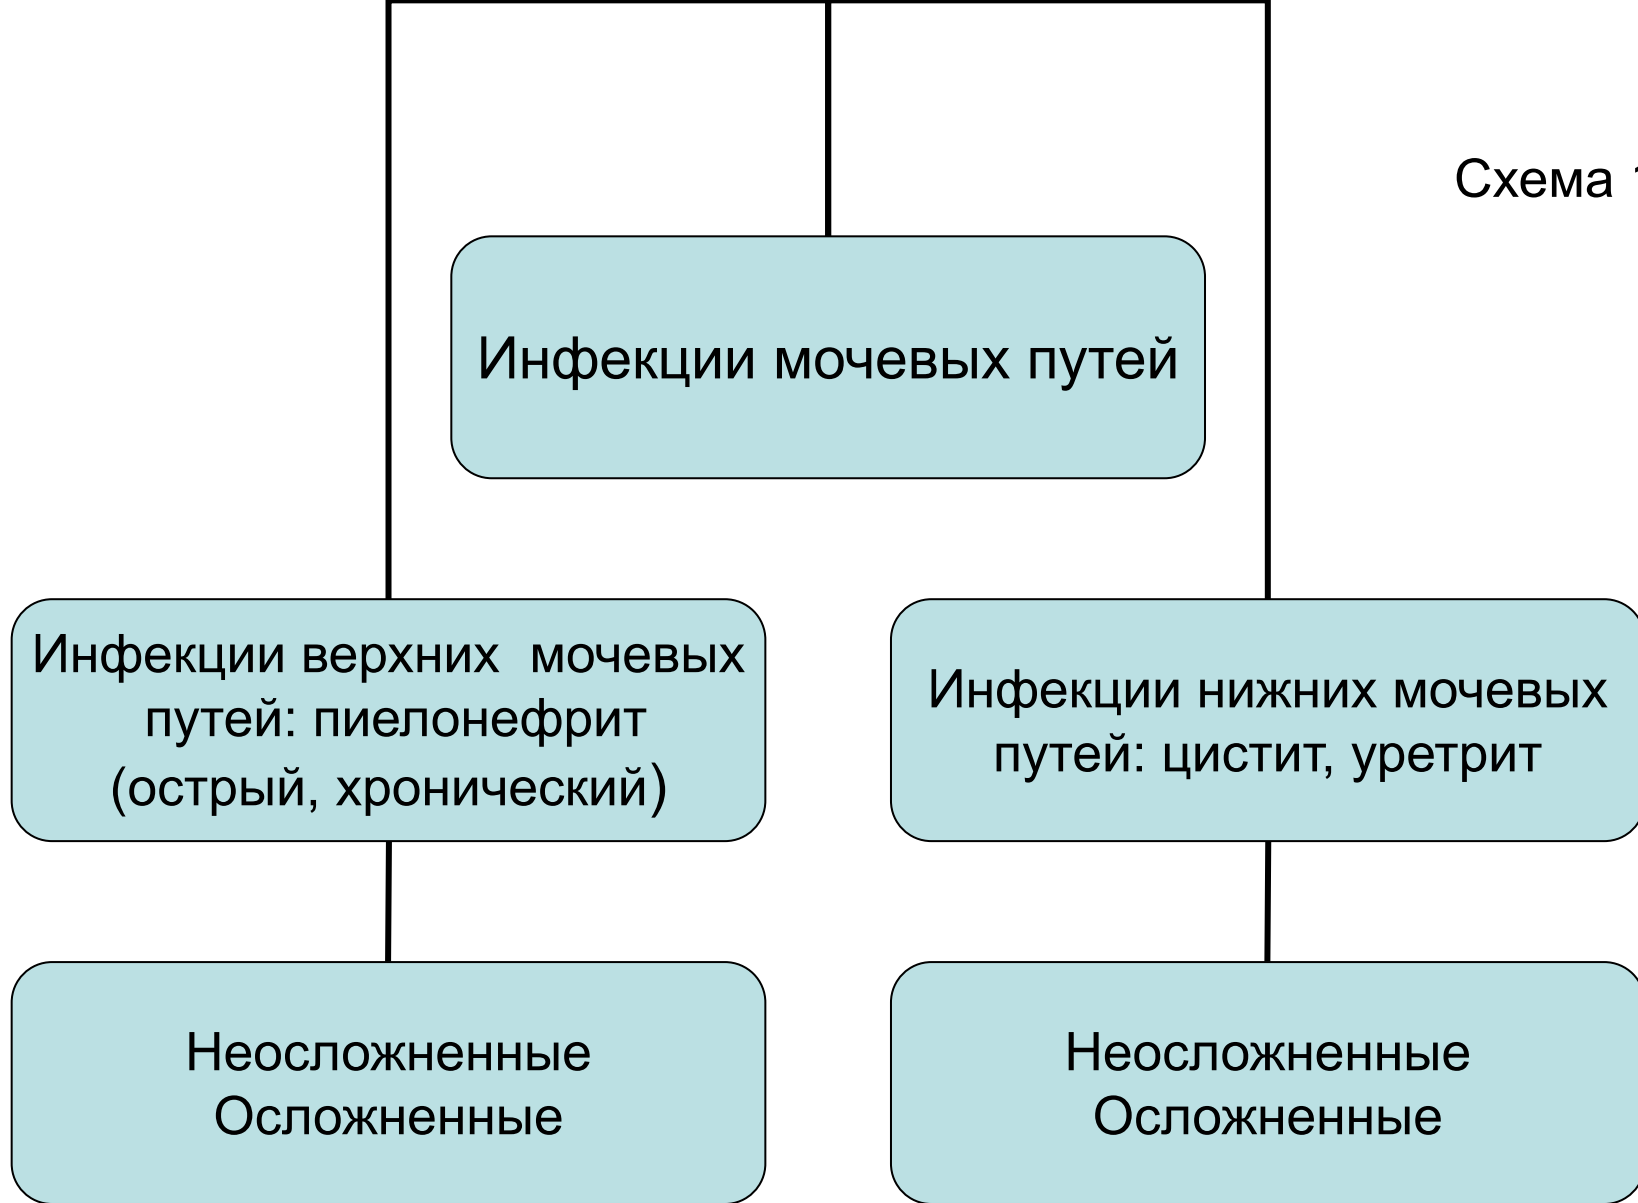 Схема 1
Инфекции мочевых путей
Инфекции верхних мочевых
путей: пиелонефрит
(острый, хронический)
Инфекции нижних мочевых
путей: цистит, уретрит
Неосложненные
Осложненные
Неосложненные
Осложненные